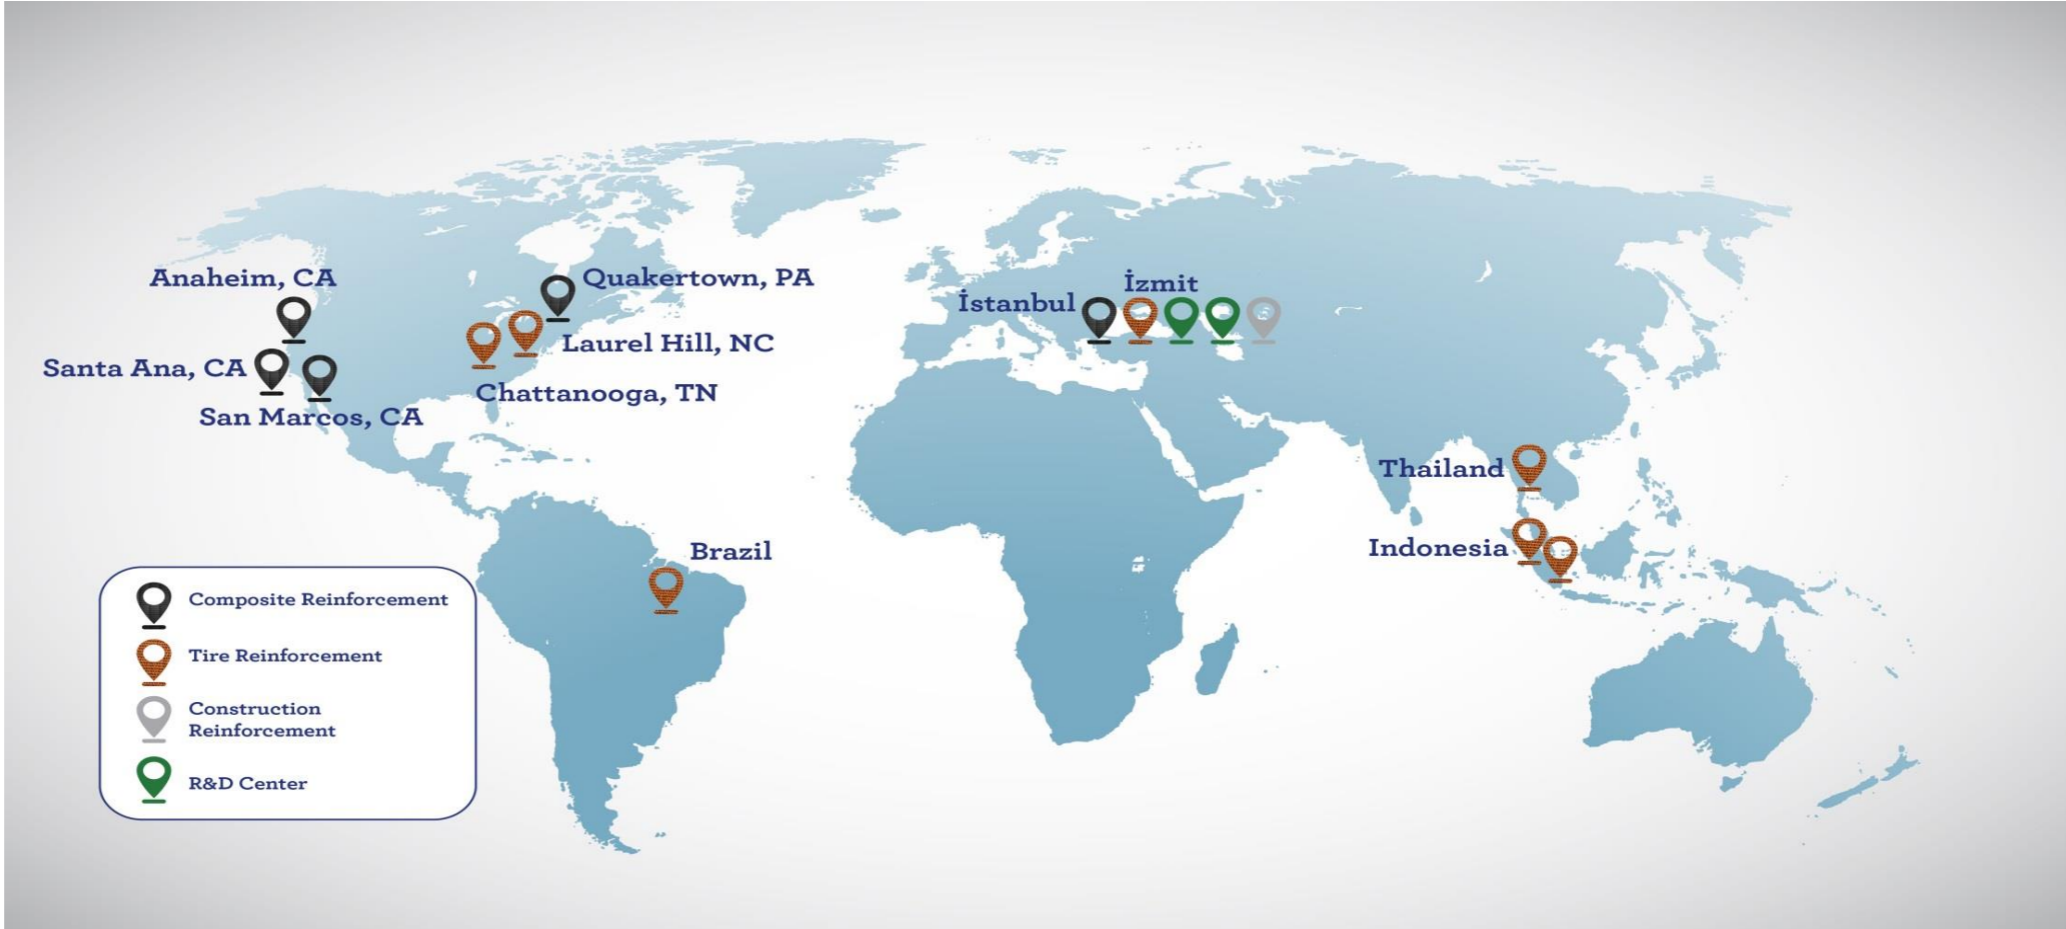 Anaheim, CA
Quakertown, PA
İzmit
İstanbul
Laurel Hill, NC
Santa Ana, CA
Chattanooga, TN
San Marcos, CA
Thailand
Indonesia
Brazil
Composite Reinforcement
Tire Reinforcement
Construction
Reinforcement
R&D Center